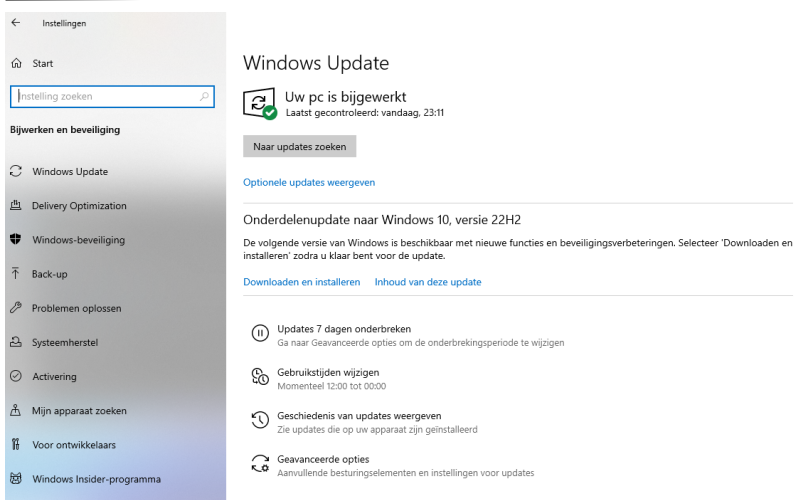 Instellingen
Start
Instelling zoeken
Bijwerken en beveiliging
Windows Update
Delivery Optimization
Windows-beveiliging
Back-up
Problemen oplossen
Systeemherstel
Activering
Mijn apparaat zoeken
Voor ontwikkelaars
Windows Insider-programma
Windows Update
Uw pc is bijgewerkt
Laatst gecontroleerd: vandaag, 23:11
Naar updates zoeken
Optionele updates weergeven
Onderdelenupdate naar Windows 10, versie 22H2
De volgende versie van Windows is beschikbaar met nieuwe functies en beveiligingsverbeteringen. Selecteer 'Downloaden en
installeren' zodra u klaar bent voor de update.
Downloaden en installeren Inhoud van deze update
Updates 7 dagen onderbreken
Ga naar Geavanceerde opties om de onderbrekingsperiode te wijzigen
Gebruikstijden wijzigen
Momenteel 12:00 tot 00:00
Geschiedenis van updates weergeven
Zie updates die op uw apparaat zijn geïnstalleerd
Geavanceerde opties
Aanvullende besturingselementen en instellingen voor updates